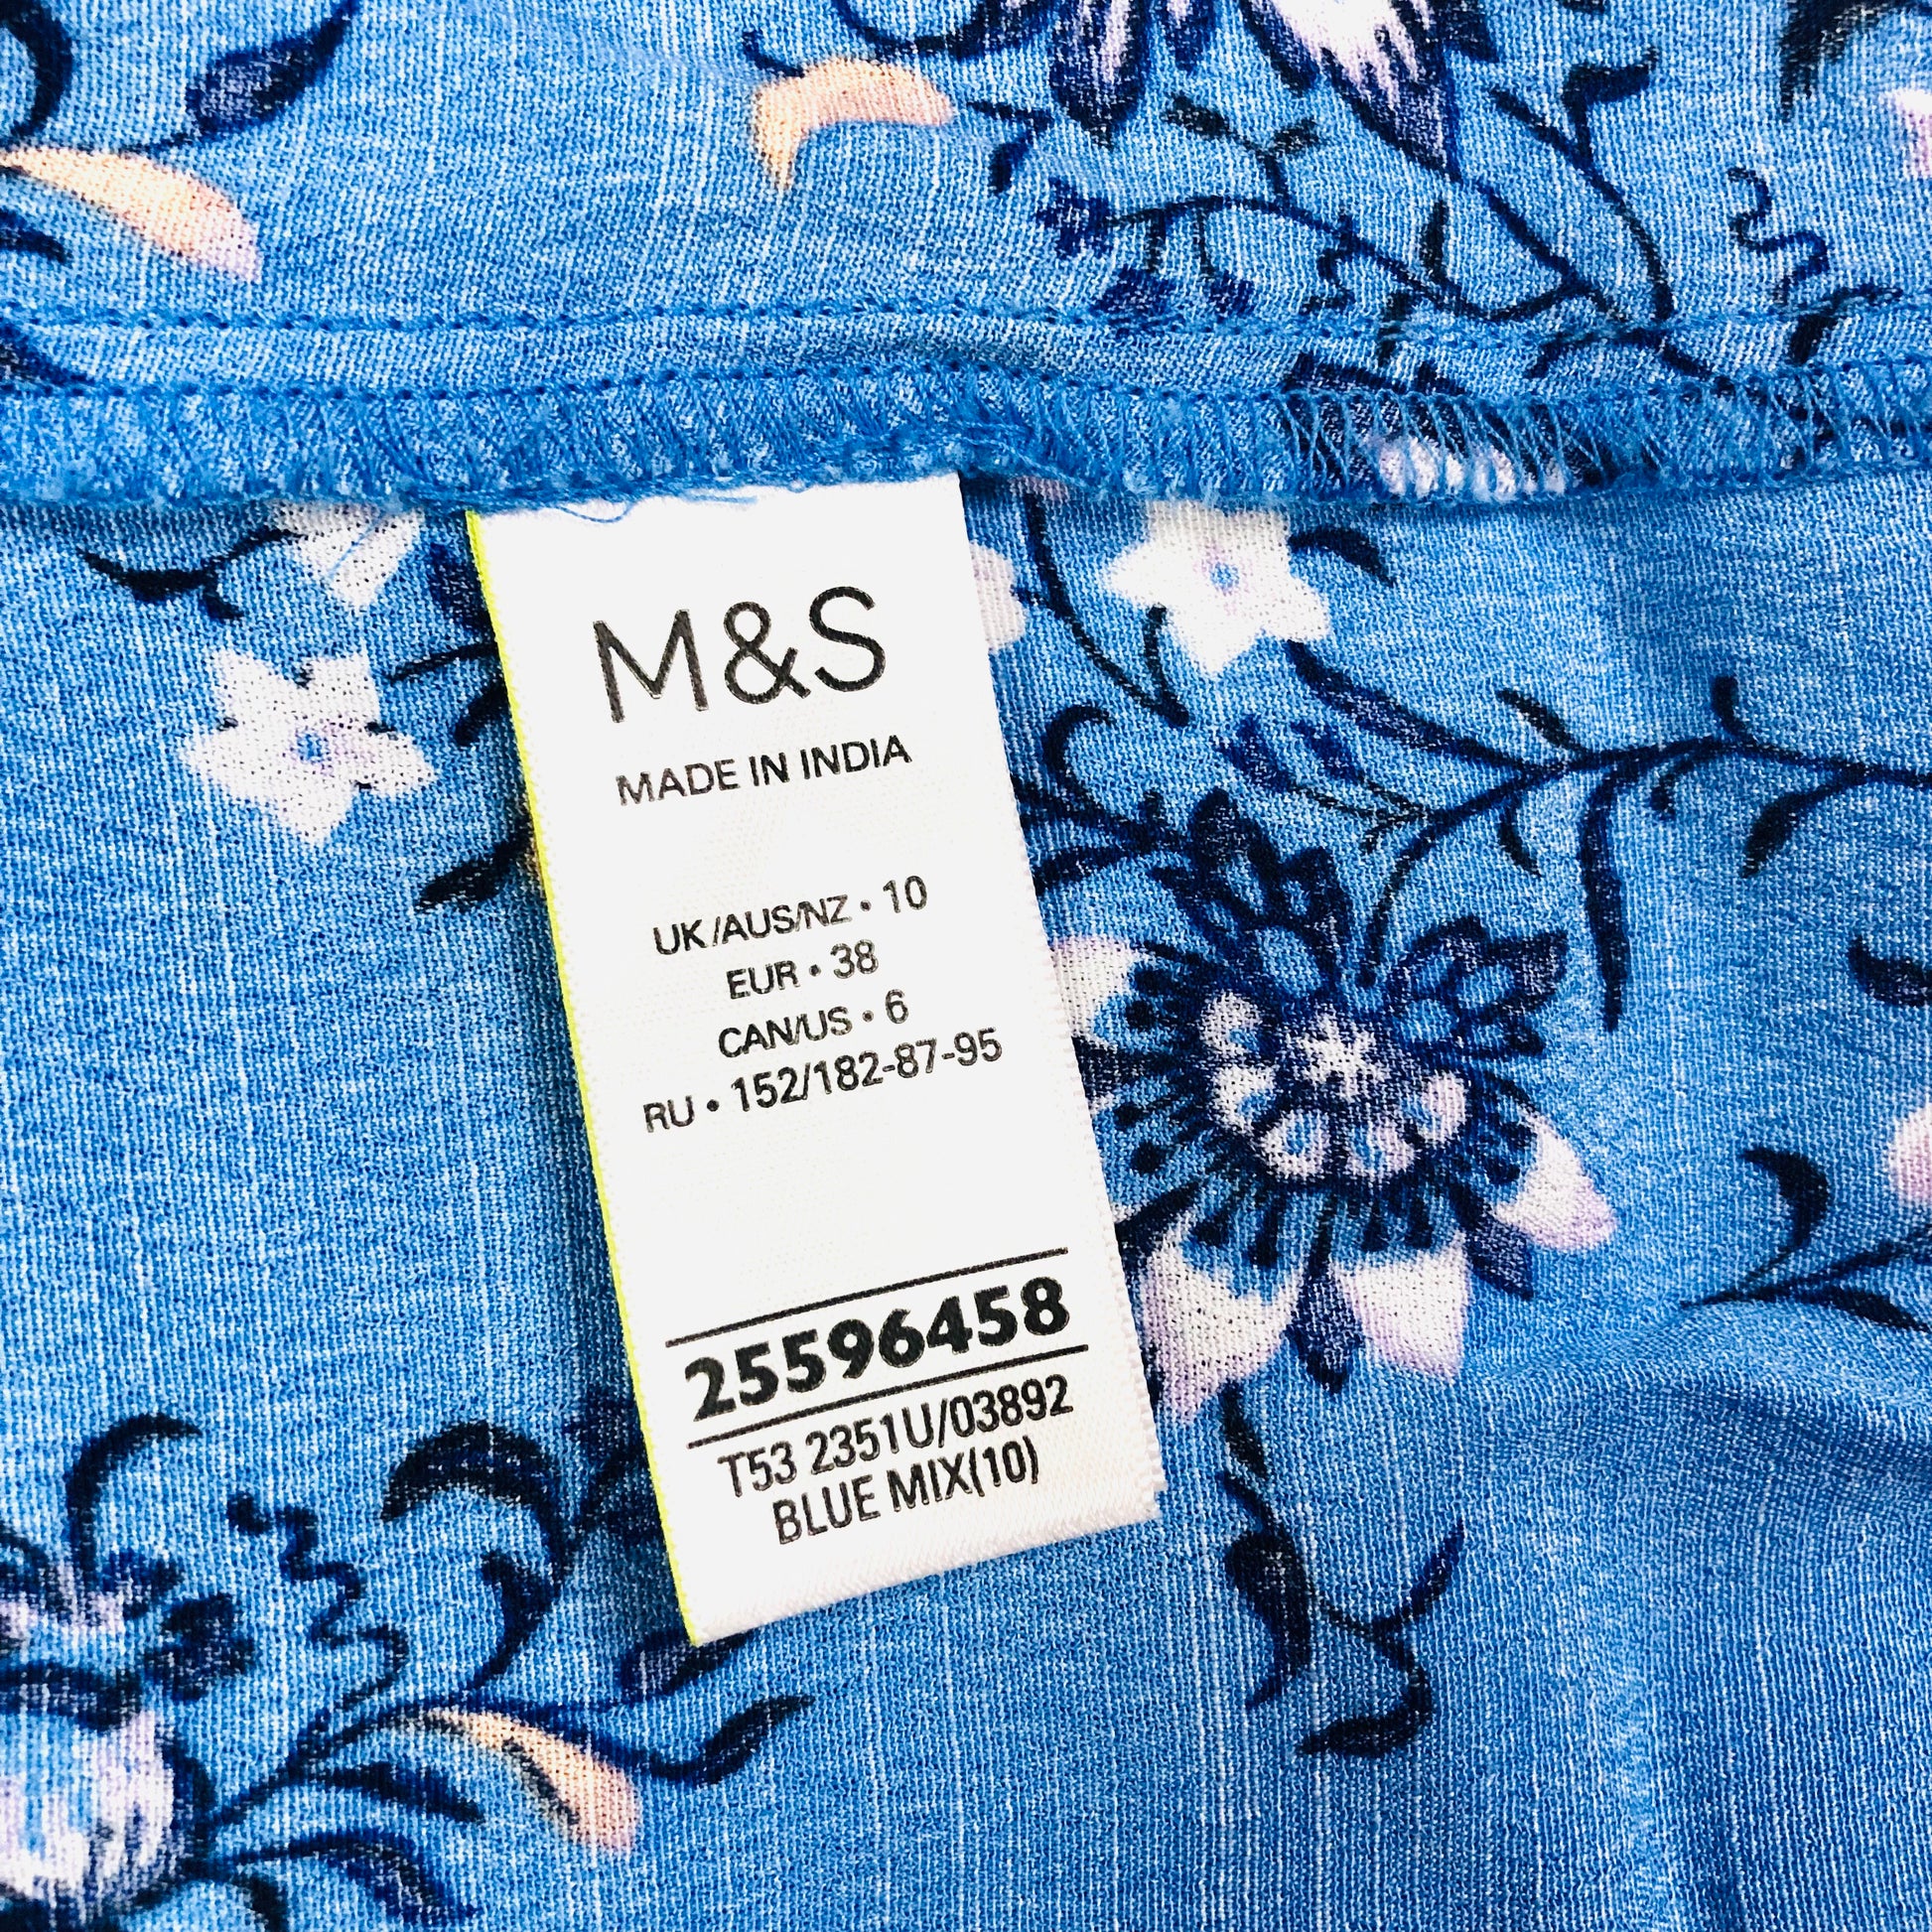 M&S
MADE IN INDIA
UK/AUS/NZ • 10
EUR • 38
CAN/US • 6
RU • 152/182-87-95
25596458
T53 2351U/03892
BLUE MIX(10)